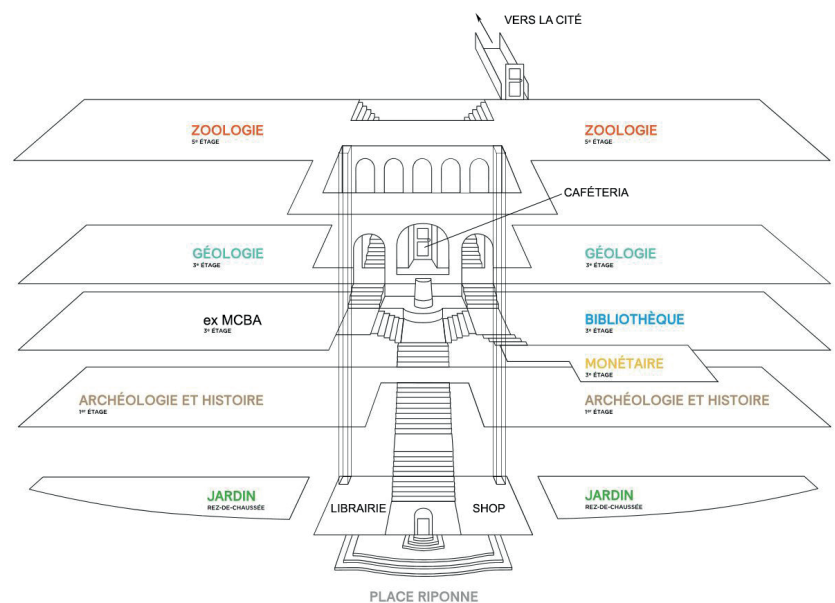 VERS LA CITÉ
ZOOLOGIE
5e ÉTAGE
ZOOLOGIE
5e ÉTAGE
CAFÉTERIA
GÉOLOGIE
3e ÉTAGE
GÉOLOGIE
3e ÉTAGE
ex MCBA
3e ÉTAGE
BIBLIOTHÈQUE
3e ÉTAGE
MONÉTAIRE
3e ÉTAGE
ARCHÉOLOGIE ET HISTOIRE
1er ÉTAGE
ARCHÉOLOGIE ET HISTOIRE
1er ÉTAGE
JARDIN
REZ-DE-CHAUSSÉE
LIBRAIRIE
SHOP
JARDIN
REZ-DE-CHAUSSÉE
PLACE RIPONNE